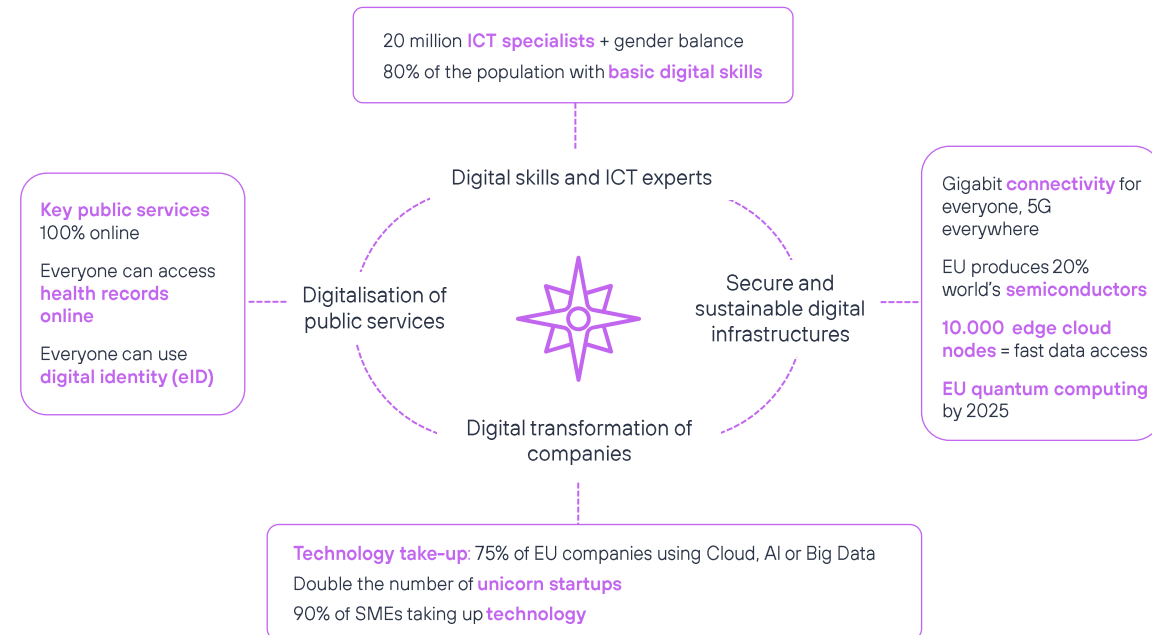 20 million ICT specialists + gender balance
80% of the population with basic digital skills
Digital skills and ICT experts
Key public services
100% online
Everyone can access
health records
online
Everyone can use
digital identity (eID)
Digitalisation of
public services
Secure and
sustainable digital
infrastructures
Gigabit connectivity for
everyone, 5G
everywhere
EU produces 20%
world's semiconductors
10.000 edge cloud
nodes = fast data access
EU quantum computing
by 2025
Digital transformation of
companies
Technology take-up: 75% of EU companies using Cloud, AI or Big Data
Double the number of unicorn startups
90% of SMEs taking up technology